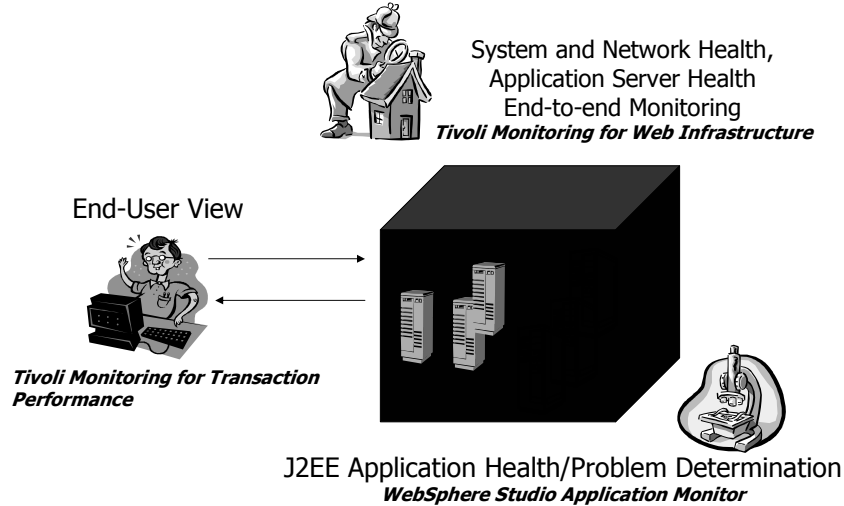 System and Network Health,
Application Server Health
End-to-end Monitoring
Tivoli Monitoring for Web Infrastructure
End-User View
Tivoli Monitoring for Transaction
Performance
J2EE Application Health/Problem Determination
WebSphere Studio Application Monitor